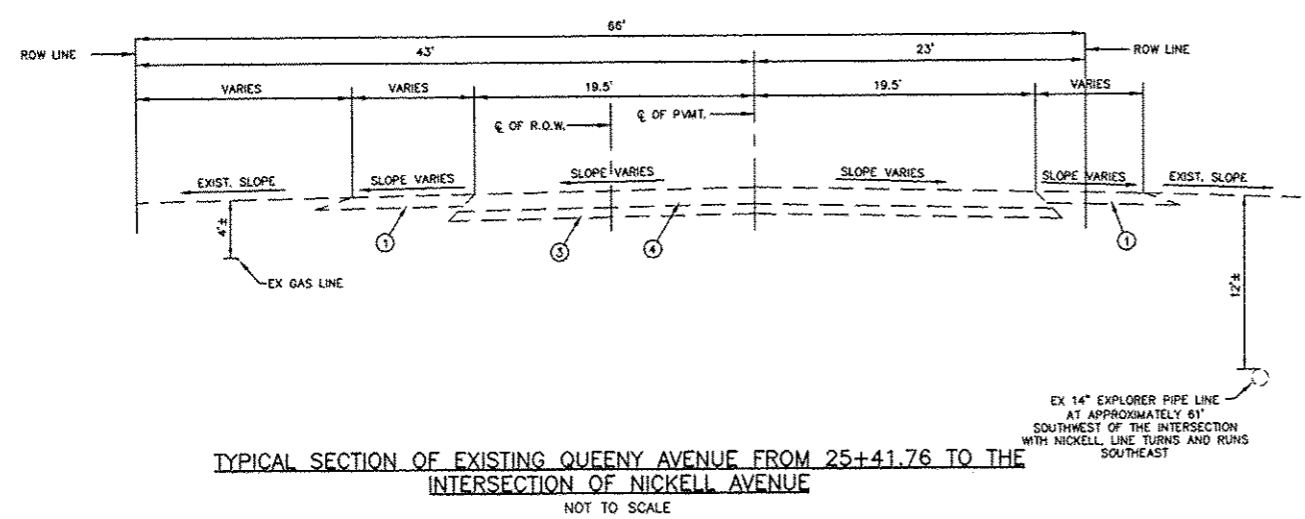 66'
ROW LINE
43'
23'
ROW LINE
VARIES
VARIES
19.5'
19.5'
VARIES
℄ OF R.O.W.
℄ OF PVMT.
EXIST. SLOPE
SLOPE VARIES
SLOPE VARIES
SLOPE VARIES
SLOPE VARIES
EXIST. SLOPE
4'±
1
3
4
1
EX GAS LINE
12'±
EX 14" EXPLORER PIPE LINE
AT APPROXIMATELY 61'
SOUTHWEST OF THE INTERSECTION
WITH NICKELL, LINE TURNS AND RUNS
SOUTHEAST
TYPICAL SECTION OF EXISTING QUEENY AVENUE FROM 25+41.76 TO THE
INTERSECTION OF NICKELL AVENUE
NOT TO SCALE